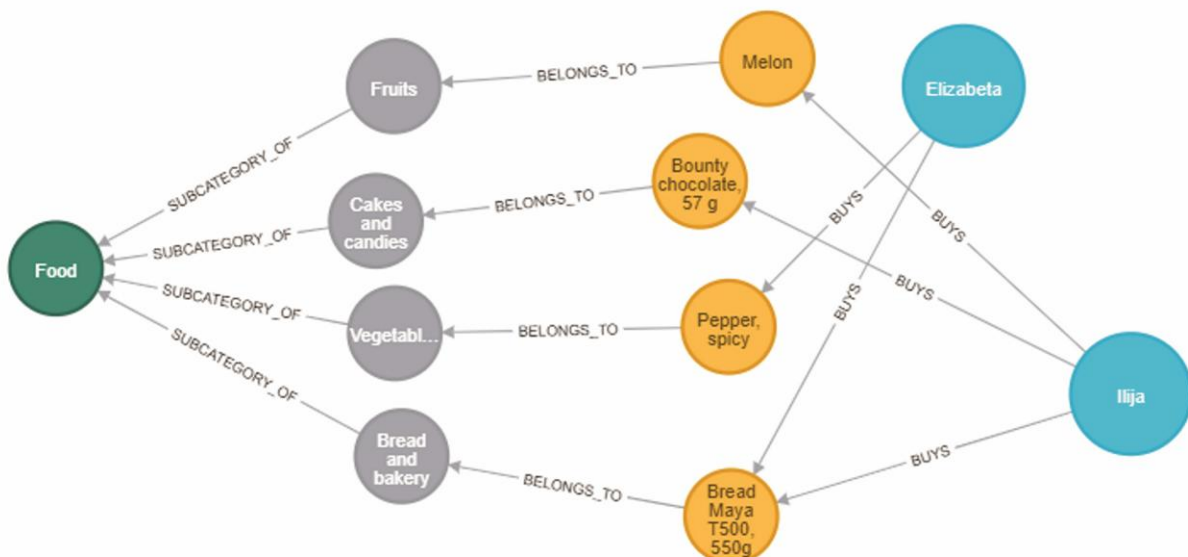 Fruits
BELONGS_TO
Melon
Elizabeta
SUBCATEGORY_OF
Cakes
and
candies
BELONGS_TO
Bounty
chocolate,
57 g
BUYS
BUYS
SUBCATEGORY_OF
Food
BUYS
BUYS
SUBCATEGORY_OF
Vegetabl...
BELONGS_TO
Pepper,
spicy
SUBCATEGORY_OF
Ilija
Bread
and
bakery
BELONGS_TO
BUYS
Bread
Maya
T500,
550g